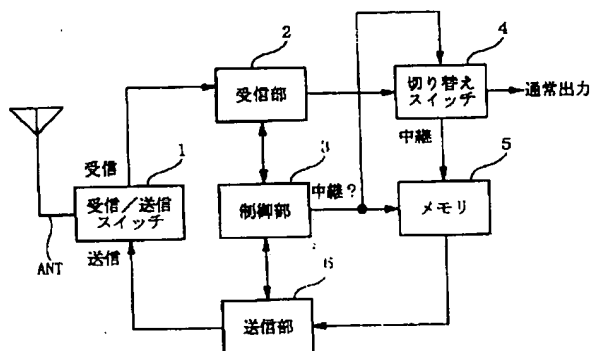 2
受信部
4
切り替え
スイッチ
通常出力
中継
受信
1
受信/送信
スイッチ
3
制御部
中継?
5
メモリ
ANT
送信
6
送信部